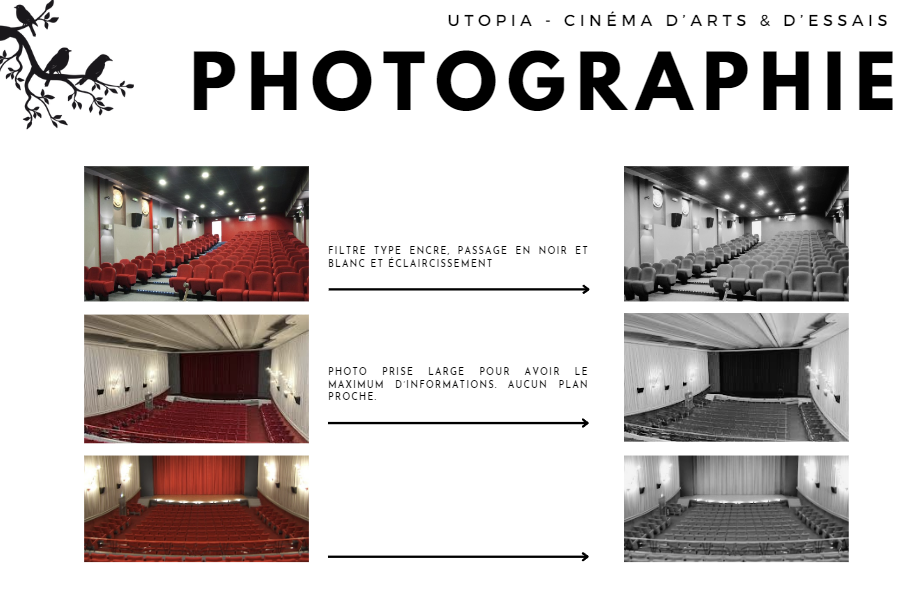 UTOPIA - CINÉMA D'ARTS & D'ESSAIS
PHOTOGRAPHIE
FILTRE TYPE ENCRE, PASSAGE EN NOIR ET
BLANC ET ÉCLAIRCISSEMENT
PHOTO PRISE LARGE POUR AVOIR LE
MAXIMUM D'INFORMATIONS. AUCUN PLAN
PROCHE.